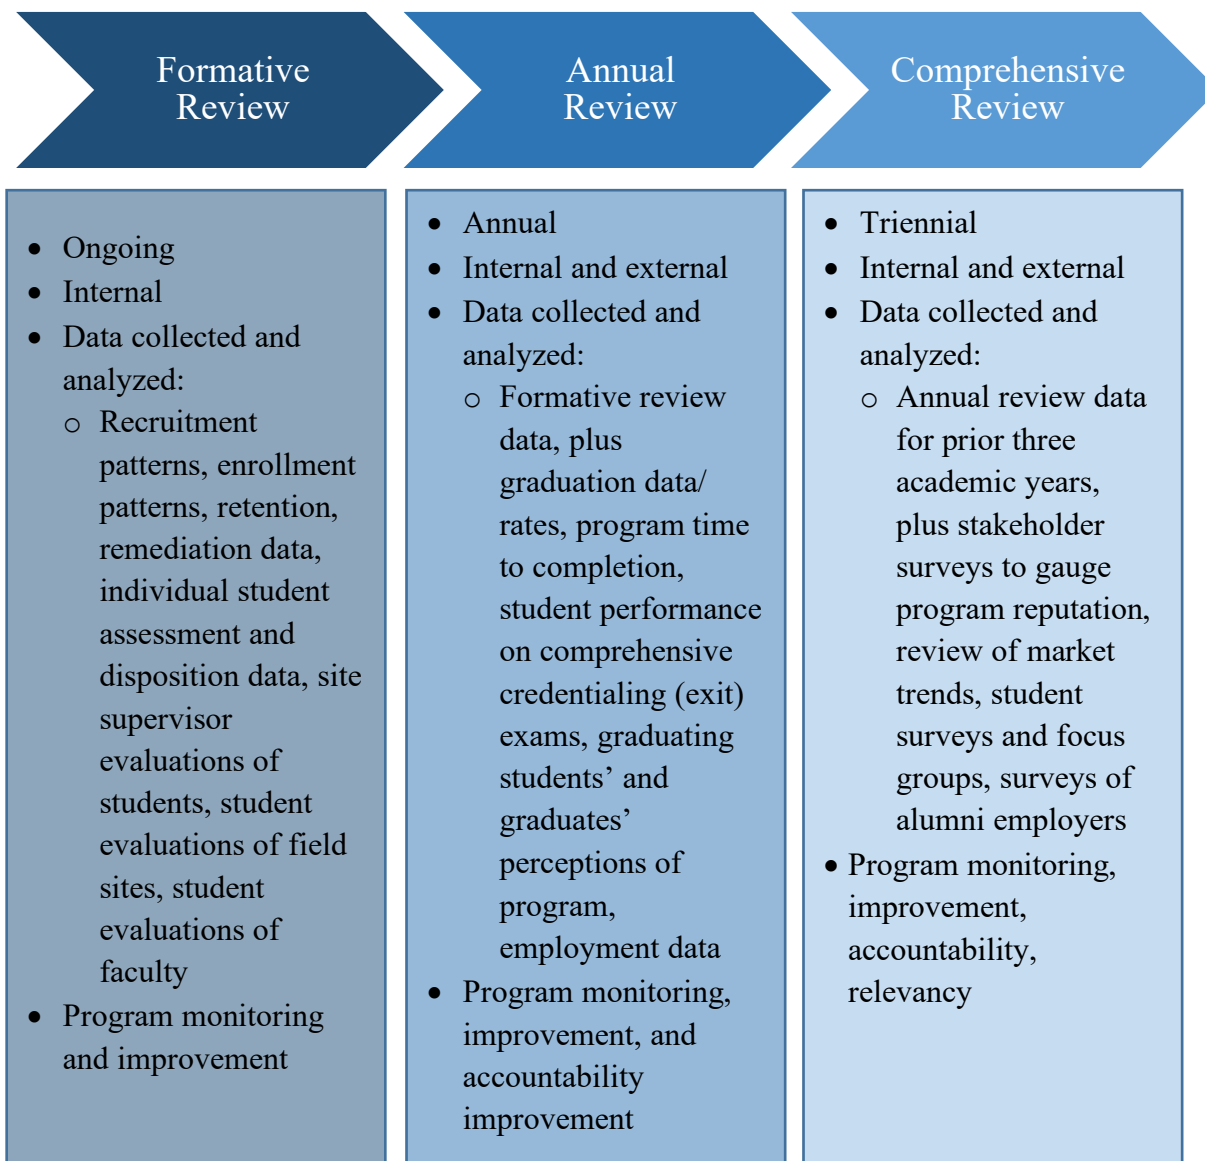 Formative
Review
Annual
Review
Comprehensive
Review
• Ongoing
• Internal
• Data collected and
analyzed:
o Recruitment
patterns, enrollment
patterns, retention,
remediation data,
individual student
assessment and
disposition data, site
supervisor
evaluations of
students, student
evaluations of field
sites, student
evaluations of
faculty
• Program monitoring
and improvement
• Annual
• Internal and external
• Data collected and
analyzed:
o Formative review
data, plus
graduation data/
rates, program time
to completion,
student performance
on comprehensive
credentialing (exit)
exams, graduating
students’ and
graduates’
perceptions of
program,
employment data
• Program monitoring,
improvement, and
accountability
improvement
• Triennial
• Internal and external
• Data collected and
analyzed:
o Annual review data
for prior three
academic years,
plus stakeholder
surveys to gauge
program reputation,
review of market
trends, student
surveys and focus
groups, surveys of
alumni employers
• Program monitoring,
improvement,
accountability,
relevancy